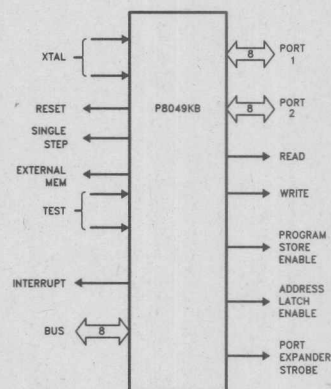 XTAL
RESET
SINGLE
STEP
EXTERNAL
MEM
TEST
INTERRUPT
BUS
8
P8049KB
8
PORT
1
8
PORT
2
READ
WRITE
PROGRAM
STORE
ENABLE
ADDRESS
LATCH
ENABLE
PORT
EXPANDER
STROBE